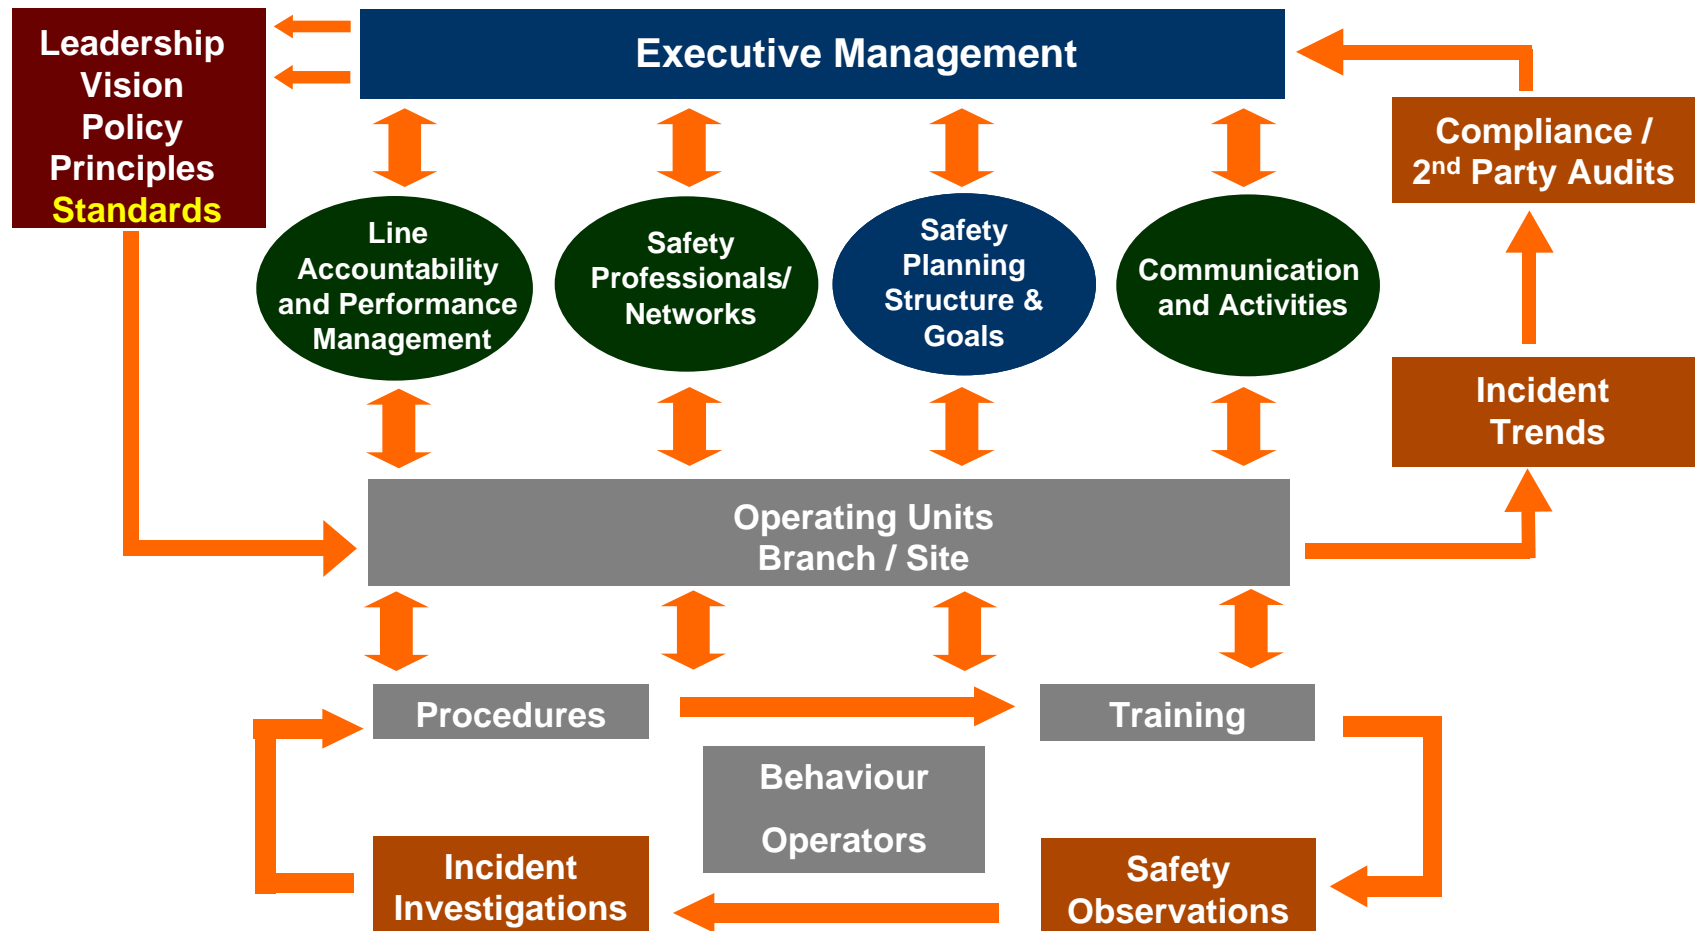 Leadership
Vision
Policy
Principles
Standards
Executive Management
Compliance /
2nd Party Audits
Line
Accountability
and Performance
Management
Safety
Professionals/
Networks
Safety
Planning
Structure &
Goals
Communication
and Activities
Incident
Trends
Operating Units
Branch / Site
Procedures
Training
Behaviour
Operators
Incident
Investigations
Safety
Observations